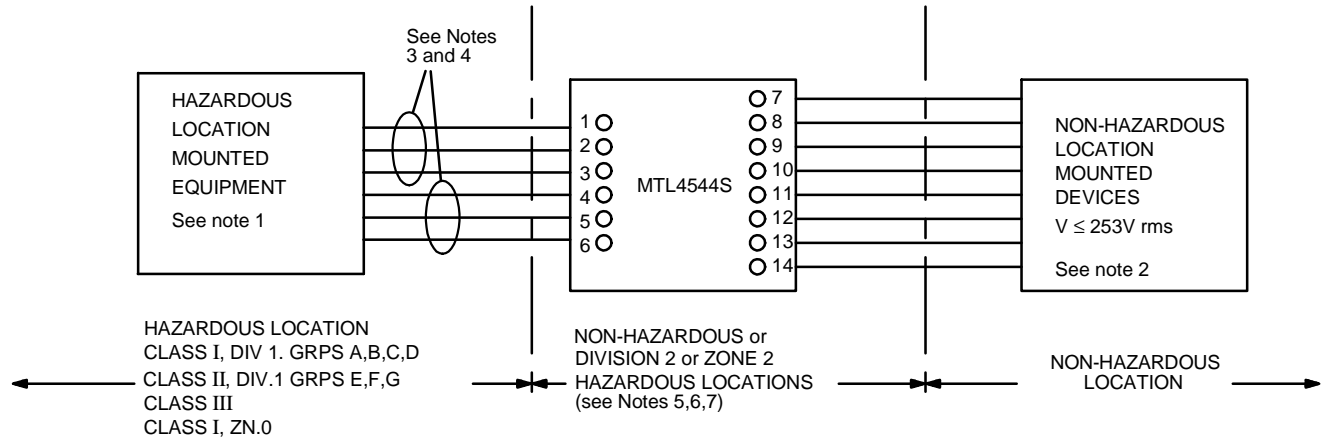 See Notes
3 and 4
HAZARDOUS
LOCATION
MOUNTED
EQUIPMENT
See note 1
1
2
3
4
5
6
MTL4544S
7
8
9
10
11
12
13
14
NON-HAZARDOUS
LOCATION
MOUNTED
DEVICES
V ≤ 253V rms
See note 2
HAZARDOUS LOCATION
CLASS I, DIV 1. GRPS A,B,C,D
CLASS II, DIV.1 GRPS E,F,G
CLASS III
CLASS I, ZN.0
NON-HAZARDOUS or
DIVISION 2 or ZONE 2
HAZARDOUS LOCATIONS
(see Notes 5,6,7)
NON-HAZARDOUS
LOCATION